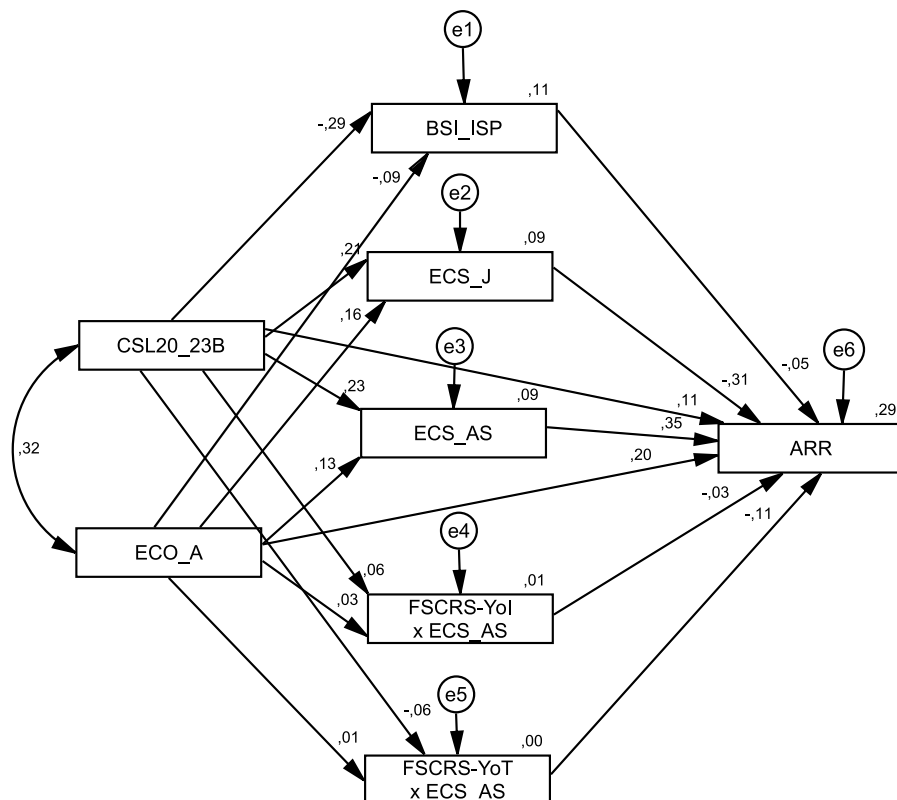 e1
,11
BSI_ISP
-,29
-,09
e2
,09
,21
ECS_J
,16
CSL20_23B
e3
e6
-,05
-,31
,23
,09
,11
,29
ECS_AS
,35
ARR
,32
,13
,20
-,03
ECO_A
e4
-,11
,06
,01
,03
FSCRS-YoI
x ECS_AS
e5
-,06
,01
,00
FSCRS-YoT
x ECS_AS